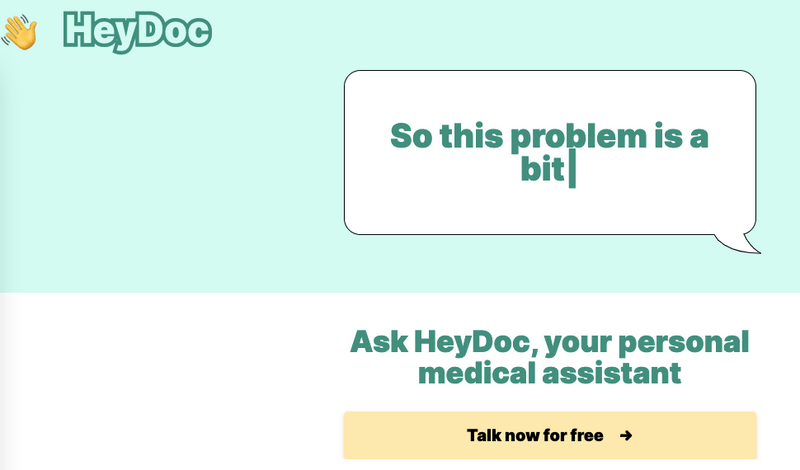 HeyDoc
So this problem is a
bit
Ask HeyDoc, your personal
medical assistant
Talk now for free →